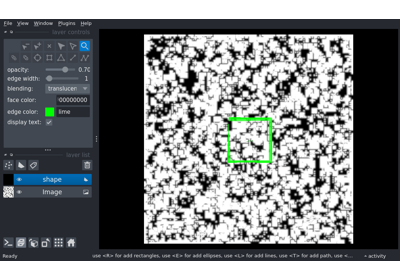 File View Window Plugins Help
layer controls
opacity: 0.70
edge width: 1
blending: translucen
face color: 00000000
edge color: lime
display text:
layer list
shape
Image
Ready use <R> for add rectangles, use <E> for add ellipses, use <L> for add lines, use <T> for add path, use <... activity